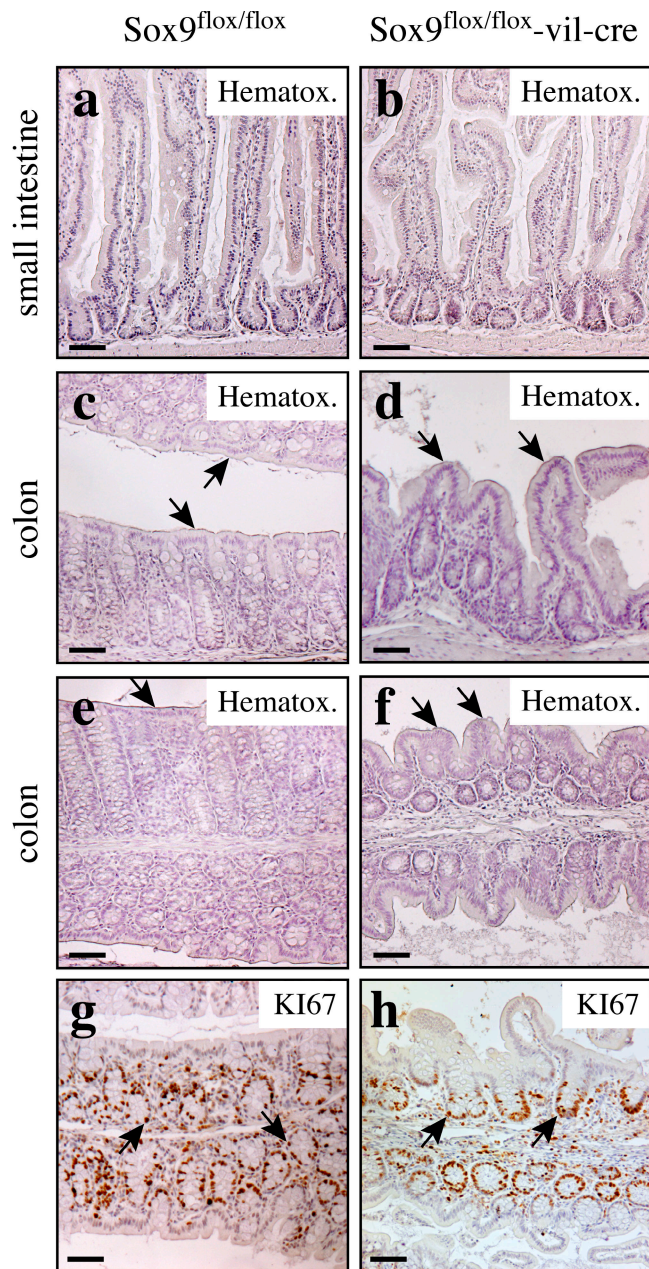 Sox9flox/flox
Sox9flox/flox-vil-cre
small intestine
a
Hematox.
b
Hematox.
colon
c
Hematox.
d
Hematox.
colon
e
Hematox.
f
Hematox.
g
KI67
h
KI67